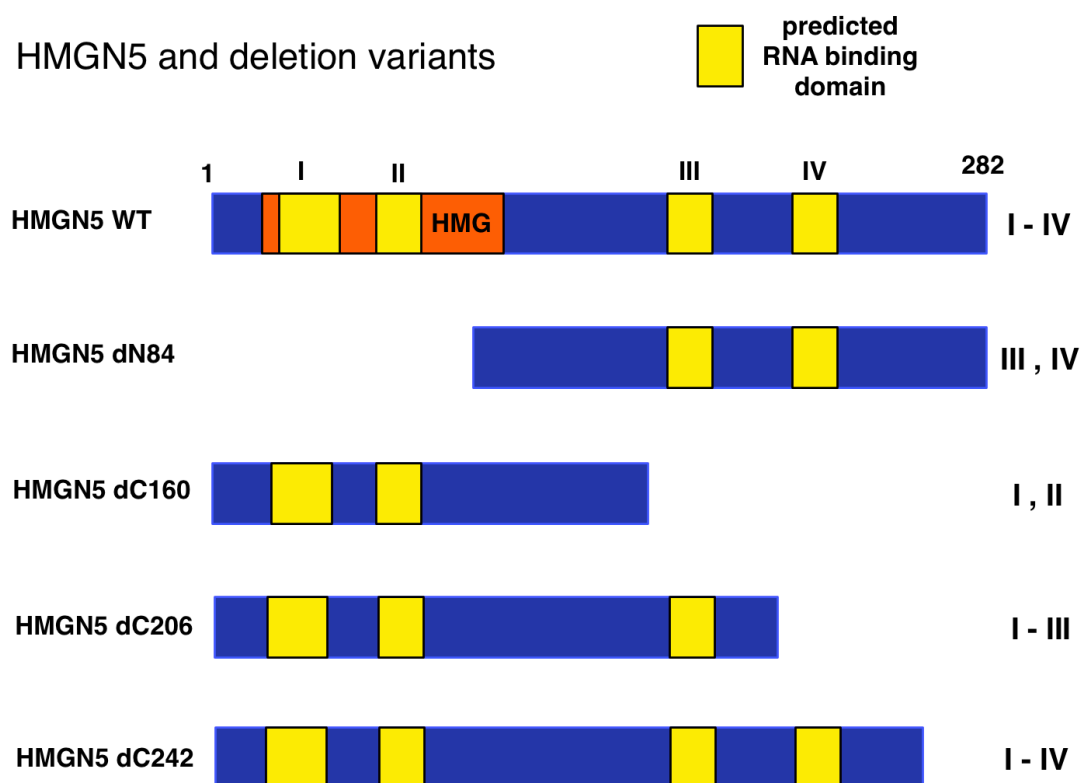 HMGN5 and deletion variants
predicted
RNA binding
domain
1 I II III IV 282
HMGN5 WT HMG I - IV
HMGN5 dN84 III , IV
HMGN5 dC160 I , II
HMGN5 dC206 I - III
HMGN5 dC242 I - IV